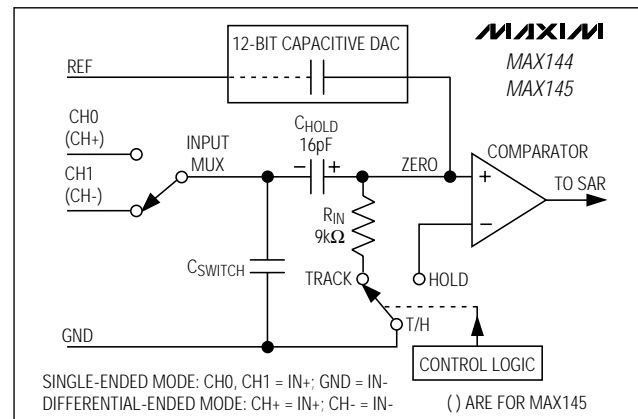 12-BIT CAPACITIVE DAC
MAXIM
MAX144
MAX145
REF
CH0
(CH+)
CH1
(CH-)
INPUT
MUX
CHOLD
16pF
− +
ZERO
COMPARATOR
+
−
TO SAR
RIN
9kΩ
CSWITCH
TRACK
HOLD
GND
T/H
CONTROL LOGIC
SINGLE-ENDED MODE: CH0, CH1 = IN+; GND = IN-
DIFFERENTIAL-ENDED MODE: CH+ = IN+; CH- = IN-
( ) ARE FOR MAX145